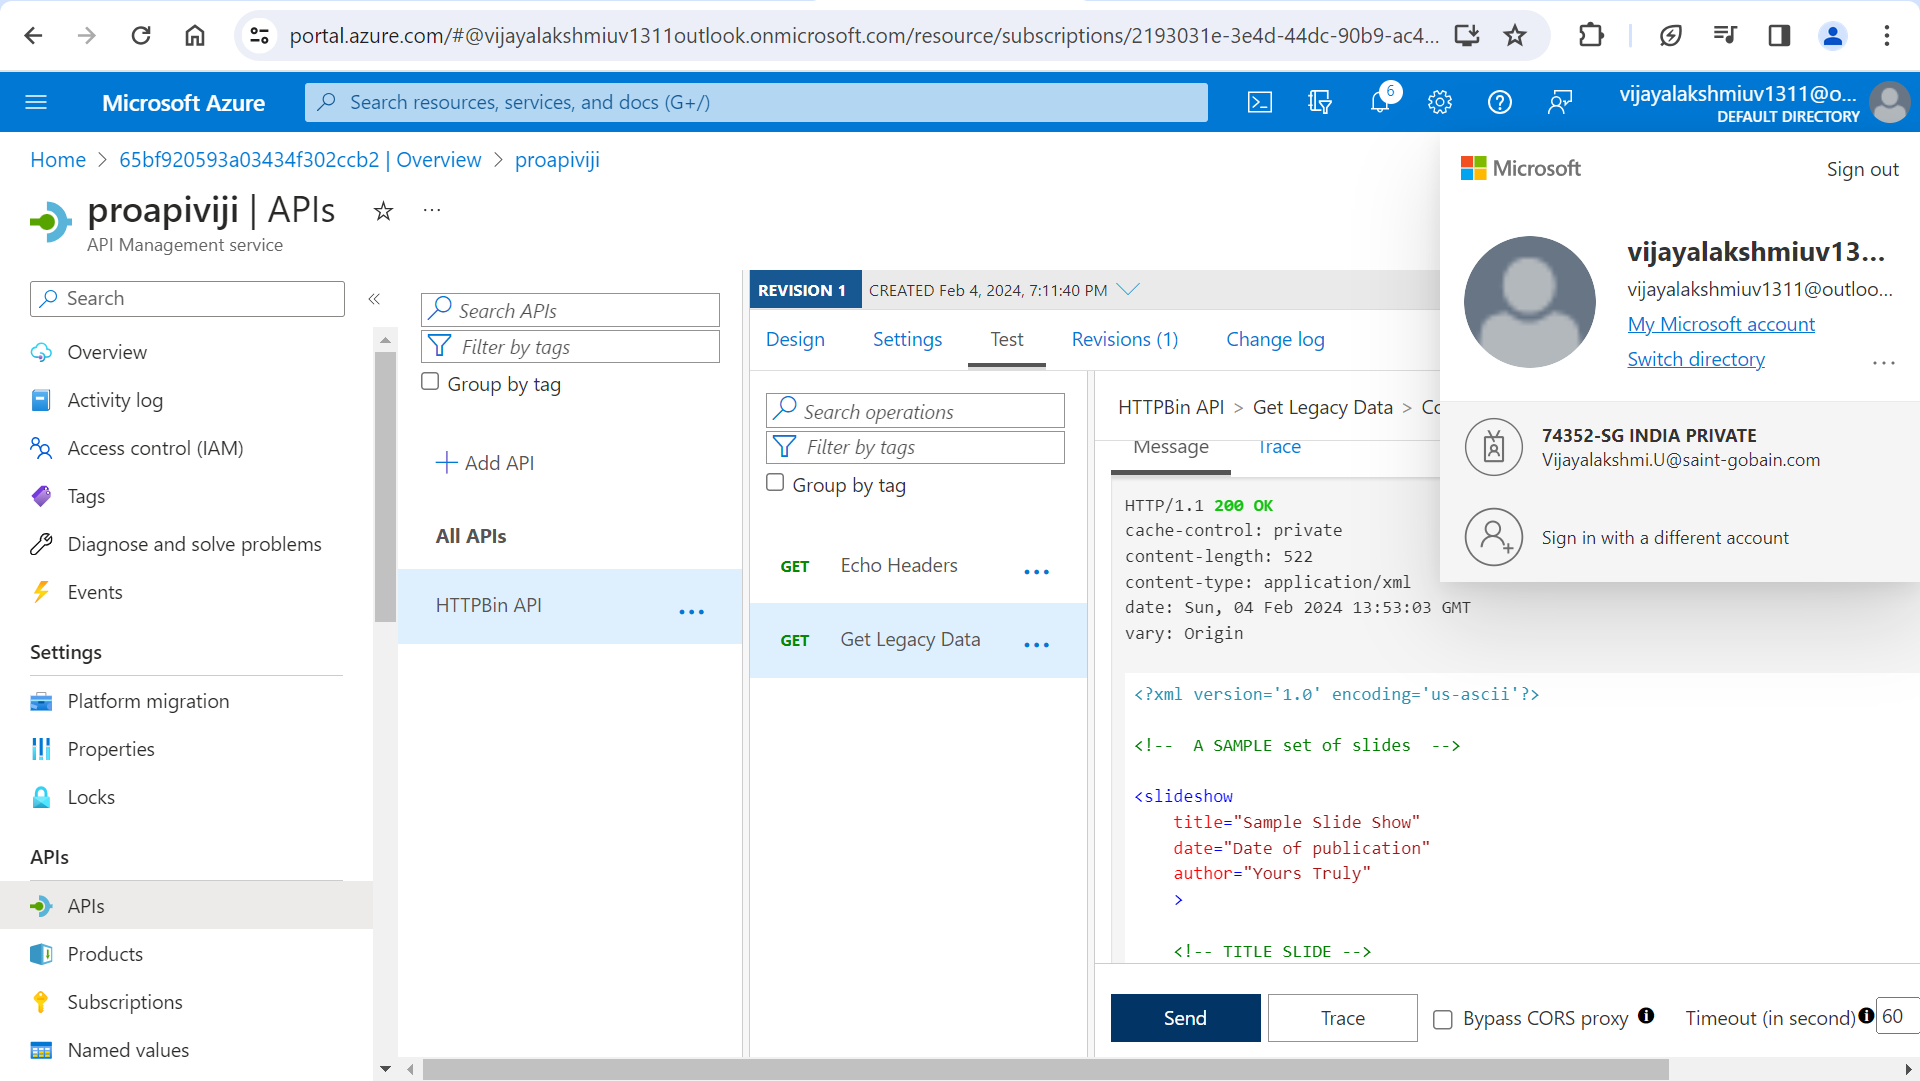 portal.azure.com/#@vijayalakshmiuv1311outlook.onmicrosoft.com/resource/subscriptions/2193031e-3e4d-44dc-90b9-ac4...
Microsoft Azure
Search resources, services, and docs (G+/)
6
vijayalakshmiuv1311@o...
DEFAULT DIRECTORY
Home > 65bf920593a03434f302ccb2 | Overview > proapiviji
proapiviji | APIs
API Management service
Search
Overview
Activity log
Access control (IAM)
Tags
Diagnose and solve problems
Events
Settings
Platform migration
Properties
Locks
APIs
APIs
Products
Subscriptions
Named values
Search APIs
Filter by tags
Group by tag
Add API
All APIs
HTTPBin API
REVISION 1
CREATED Feb 4, 2024, 7:11:40 PM
Design
Settings
Test
Revisions (1)
Change log
Search operations
Filter by tags
Group by tag
GET Echo Headers
GET Get Legacy Data
HTTPBin API > Get Legacy Data > Co
Message
Trace
HTTP/1.1 200 OK
cache-control: private
content-length: 522
content-type: application/xml
date: Sun, 04 Feb 2024 13:53:03 GMT
vary: Origin
<?xml version='1.0' encoding='us-ascii'?>
<!--  A SAMPLE set of slides  -->
<slideshow
title="Sample Slide Show"
date="Date of publication"
author="Yours Truly"
>
<!-- TITLE SLIDE -->
Send
Trace
Bypass CORS proxy
Timeout (in second)
60
Microsoft
Sign out
vijayalakshmiuv13...
vijayalakshmiuv1311@outloo...
My Microsoft account
Switch directory
74352-SG INDIA PRIVATE
Vijayalakshmi.U@saint-gobain.com
Sign in with a different account